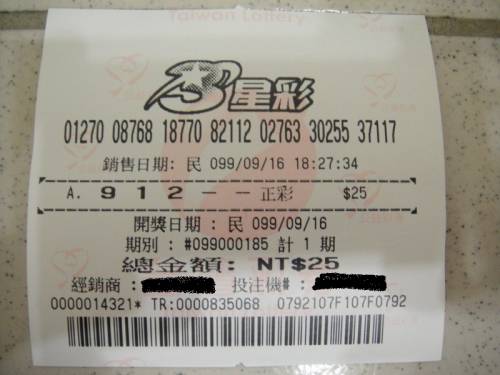 Taiwan Lottery
3星彩
01270 08768 18770 82112 02763 30255 37117
銷售日期: 民 099/09/16 18:27:34
A. 9 1 2 - - 正彩 $25
開獎日期 : 民 099/09/16
期別 : #099000185 計 1 期
總金額: NT$25
經銷商 : 投注機# :
0000014321* TR:0000835068 0792107F107F0792